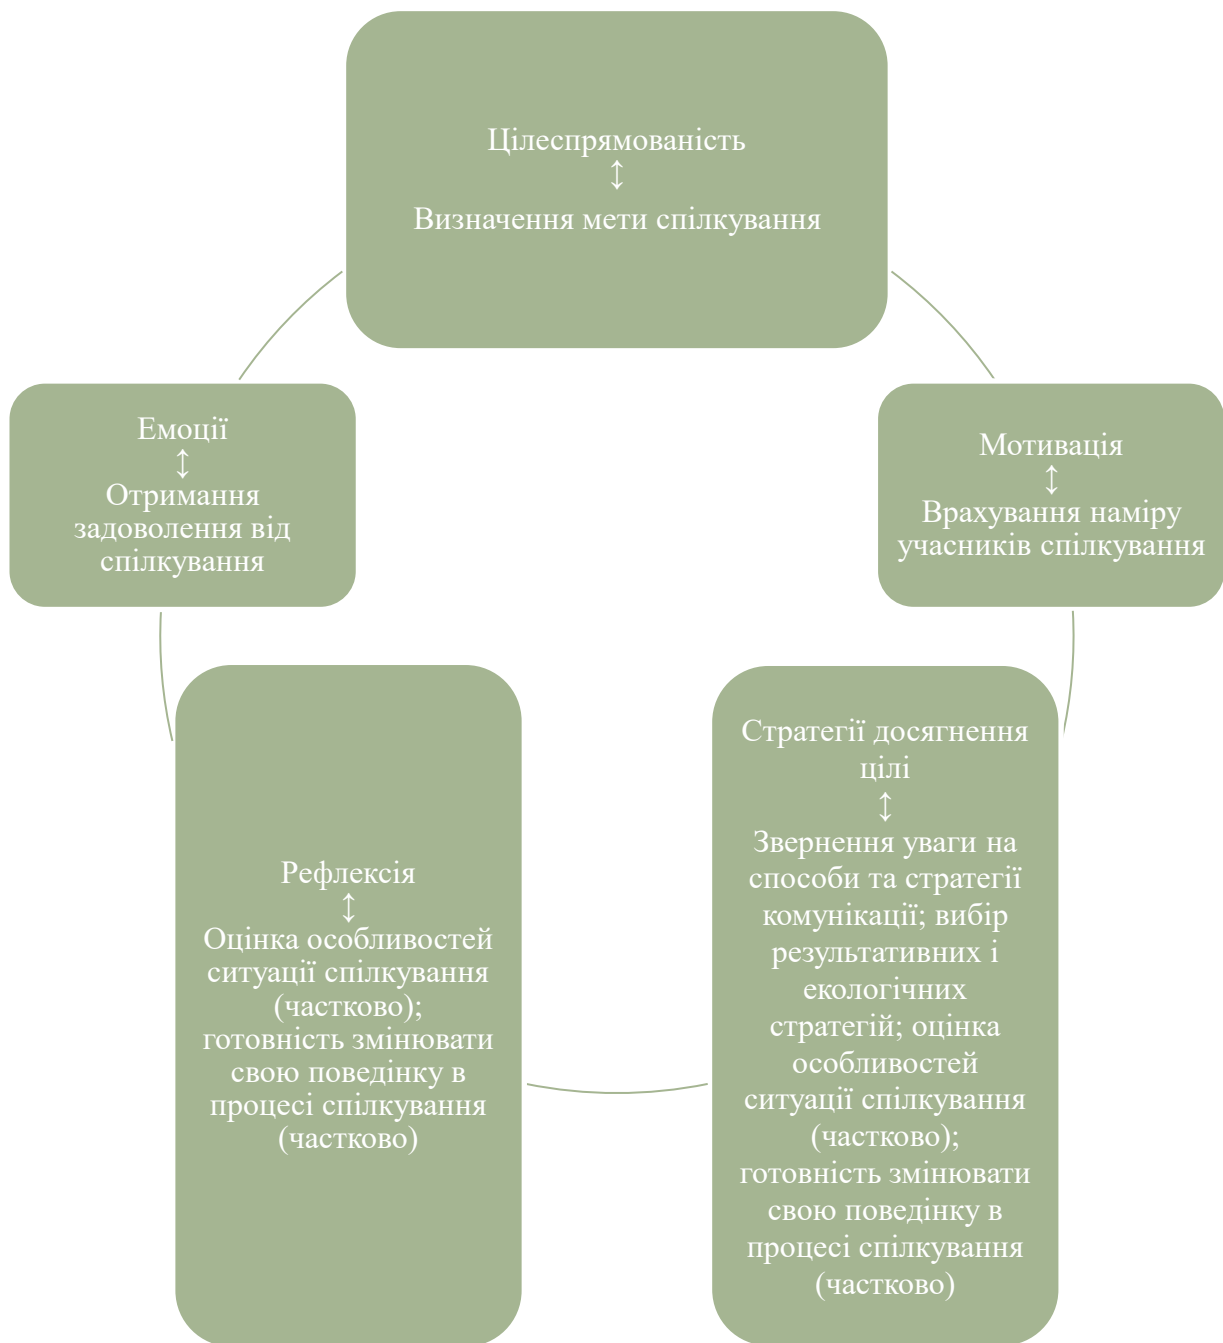 Цілеспрямованість
↕
Визначення мети спілкування
Емоції
↕
Отримання
задоволення від
спілкування
Мотивація
↕
Врахування наміру
учасників спілкування
Рефлексія
↕
Оцінка особливостей
ситуації спілкування
(частково);
готовність змінювати
свою поведінку в
процесі спілкування
(частково)
Стратегії досягнення
цілі
↕
Звернення уваги на
способи та стратегії
комунікації; вибір
результативних і
екологічних
стратегій; оцінка
особливостей
ситуації спілкування
(частково);
готовність змінювати
свою поведінку в
процесі спілкування
(частково)